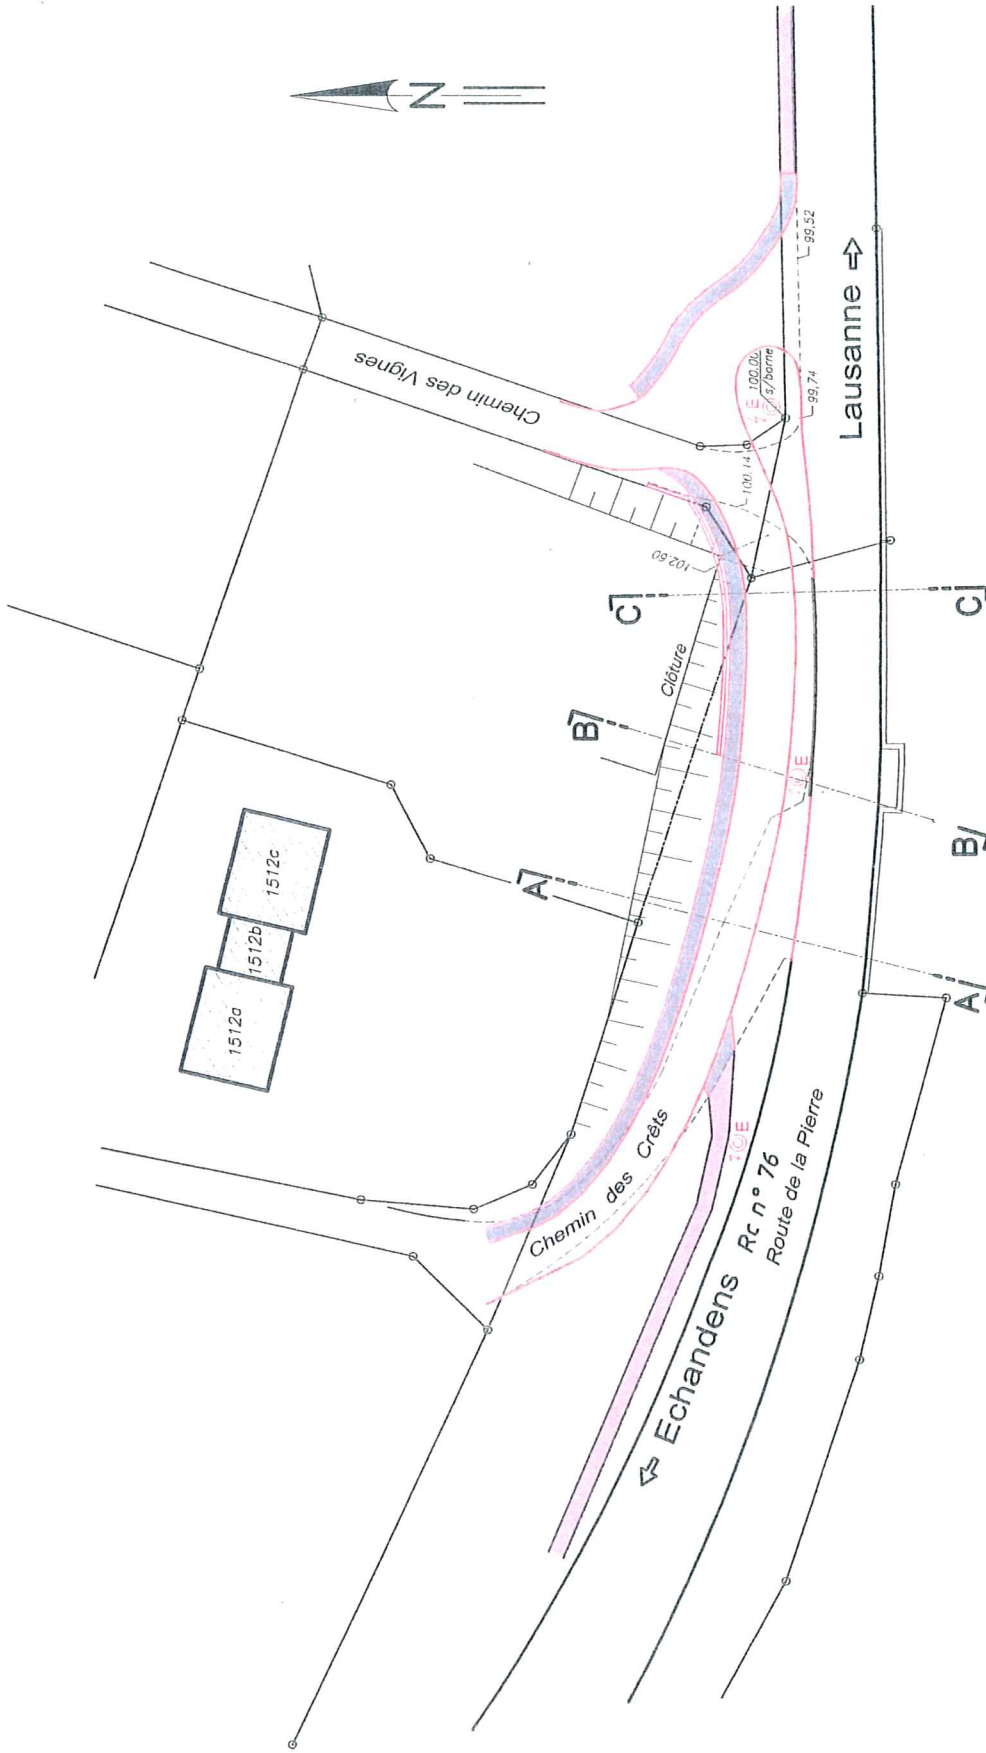 N
Chemin des Vignes
99,52
Lausanne ⇨
E 100.00
s/borne
99,74
100.14
102.60
C
C
Clôture
B
E
B
A
A
1512c
1512b
1512a
Chemin des Crêts
E
⇦ Echandens
Rc n° 76
Route de la Pierre